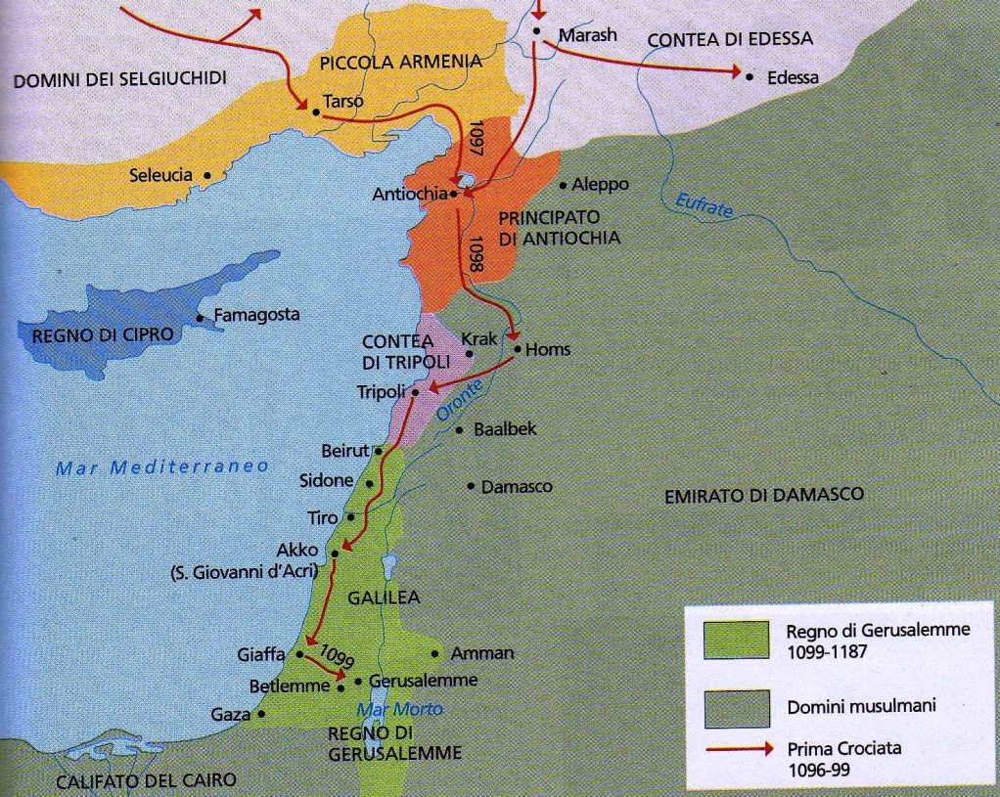 Marash
CONTEA DI EDESSA
PICCOLA ARMENIA
DOMINI DEI SELGIUCHIDI
Edessa
Tarso
1097
Seleucia
Antiochia
Aleppo
Eufrate
PRINCIPATO
DI ANTIOCHIA
1098
Famagosta
REGNO DI CIPRO
CONTEA
DI TRIPOLI
Krak
Homs
Tripoli
Oronte
Baalbek
Beirut
Mar Mediterraneo
Sidone
Damasco
EMIRATO DI DAMASCO
Tiro
Akko
(S. Giovanni d'Acri)
GALILEA
Giaffa
1099
Amman
Betlemme
Gerusalemme
Gaza
Mar Morto
REGNO DI
GERUSALEMME
CALIFATO DEL CAIRO
Regno di Gerusalemme
1099-1187
Domini musulmani
Prima Crociata
1096-99